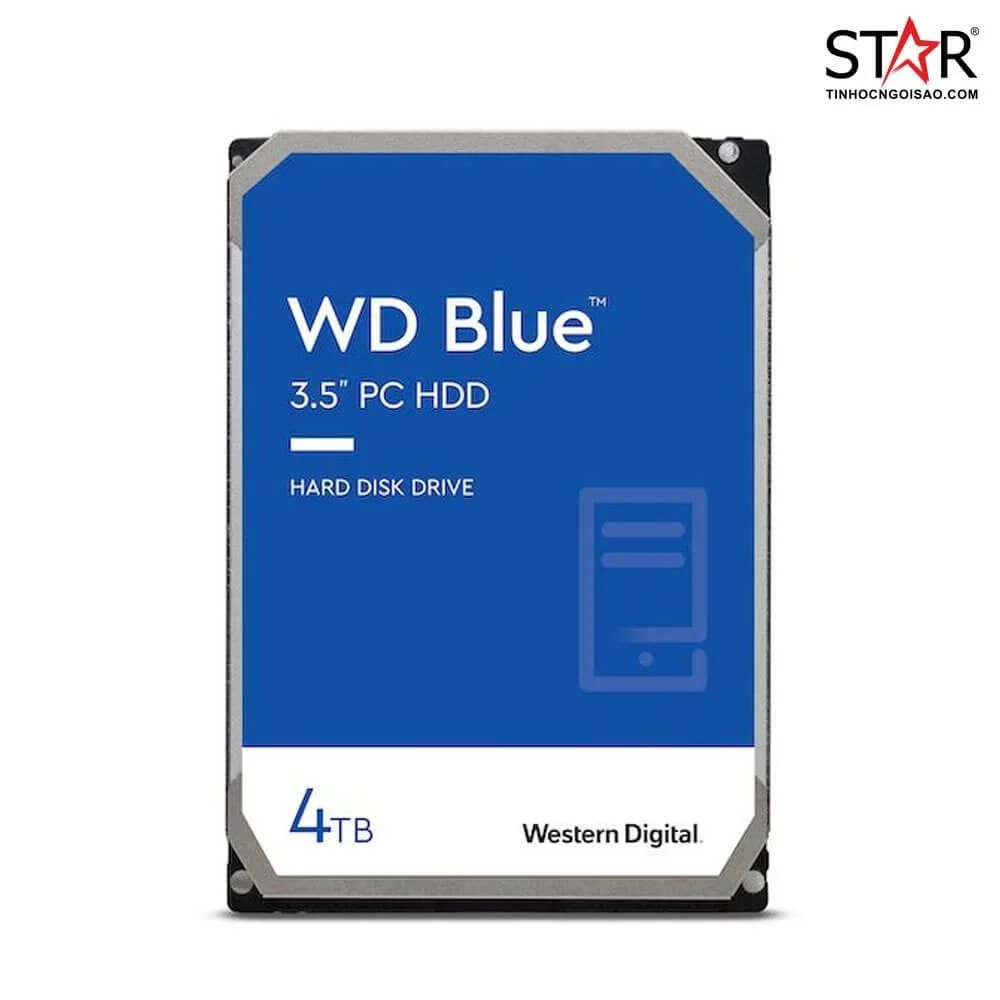 STAR®
TINHOCNGOISAO.COM
WD Blue™
3.5" PC HDD
HARD DISK DRIVE
4TB
Western Digital.